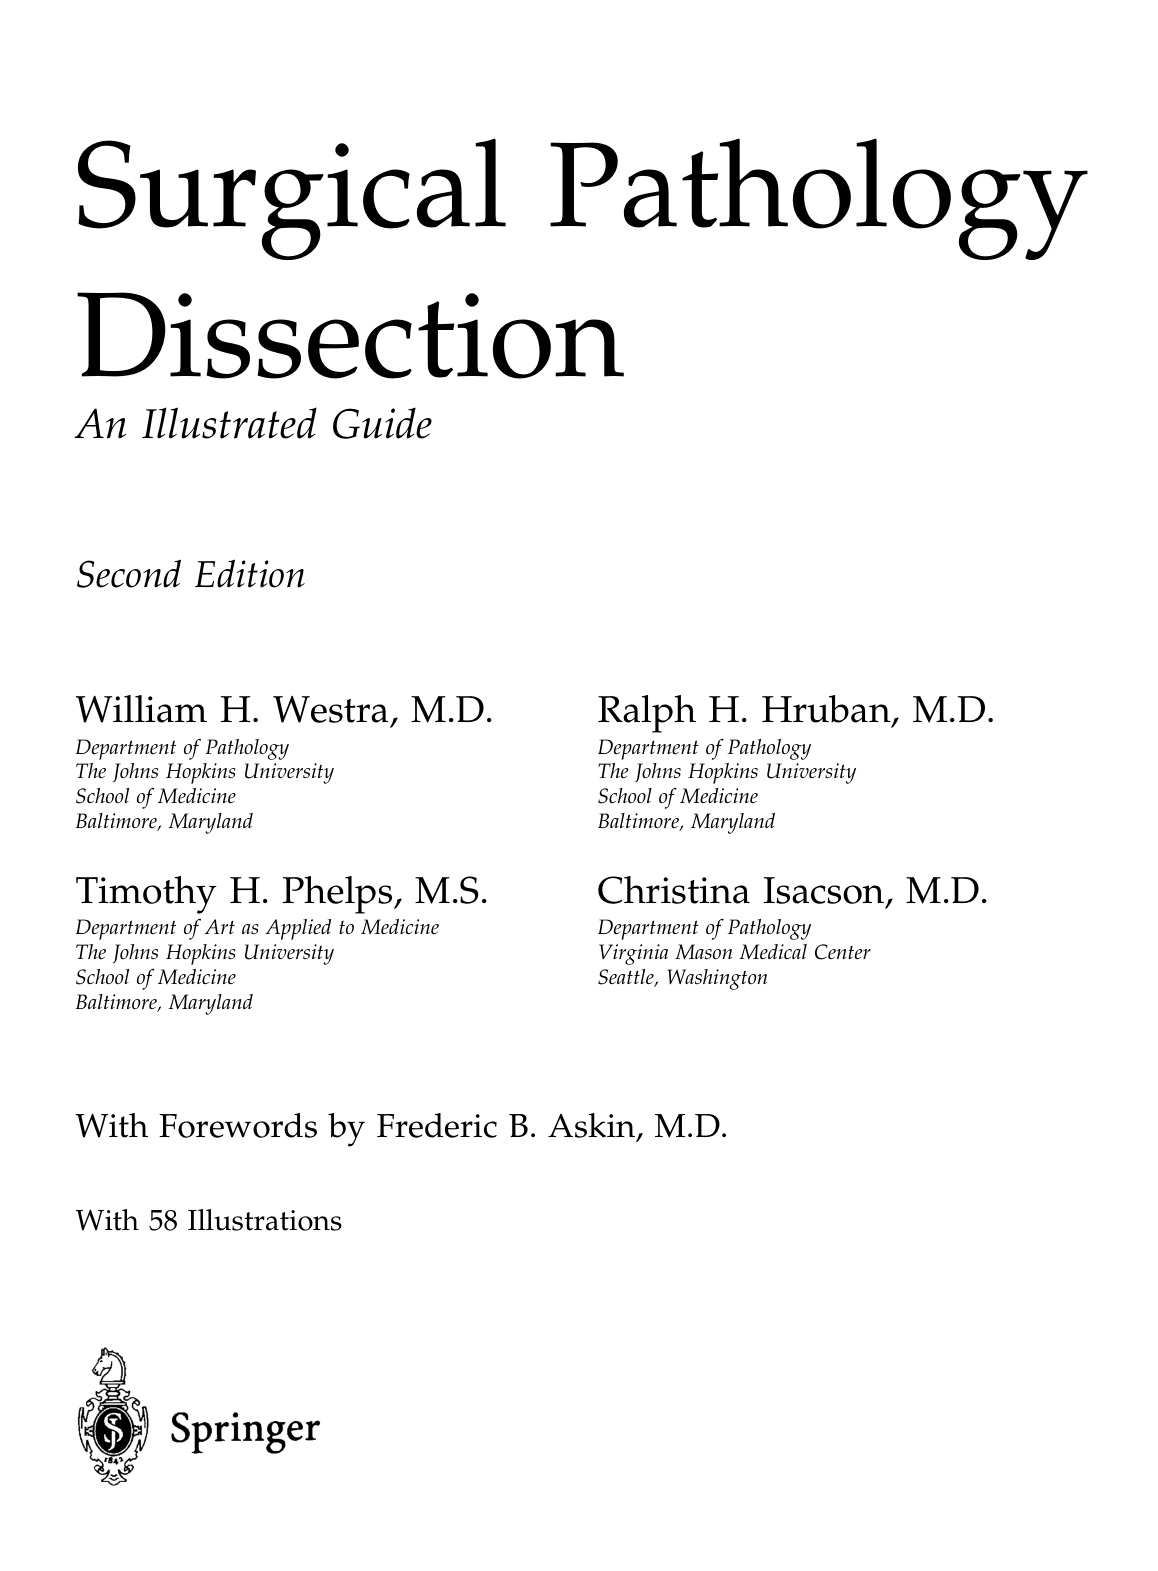 Surgical Pathology
Dissection
An Illustrated Guide
Second Edition
William H. Westra, M.D.
Department of Pathology
The Johns Hopkins University
School of Medicine
Baltimore, Maryland
Ralph H. Hruban, M.D.
Department of Pathology
The Johns Hopkins University
School of Medicine
Baltimore, Maryland
Timothy H. Phelps, M.S.
Department of Art as Applied to Medicine
The Johns Hopkins University
School of Medicine
Baltimore, Maryland
Christina Isacson, M.D.
Department of Pathology
Virginia Mason Medical Center
Seattle, Washington
With Forewords by Frederic B. Askin, M.D.
With 58 Illustrations
SJ
1842
Springer